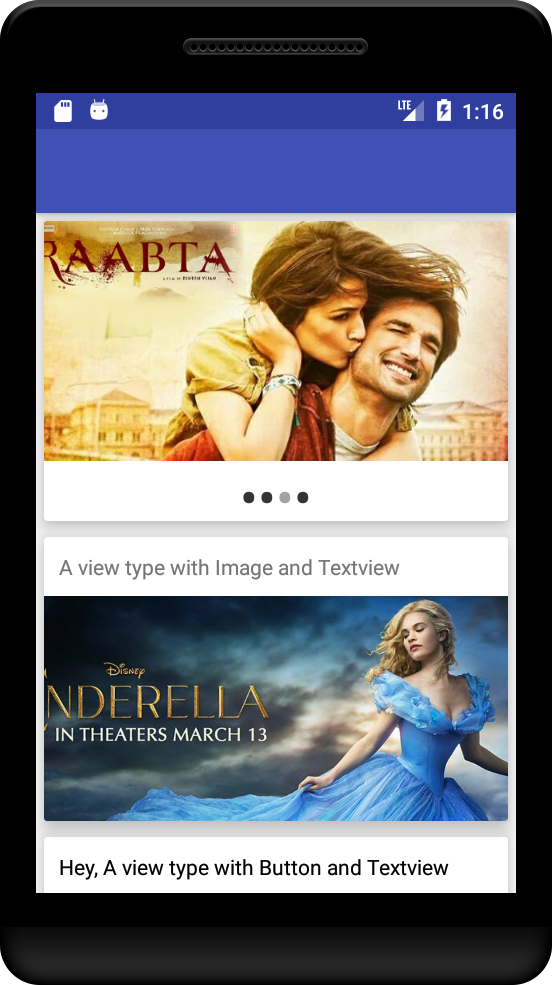 LTE
1:16
RAABTA
A FILM BY DINESH VIJAN
A view type with Image and Textview
Disney
INDERELLA
IN THEATERS MARCH 13
Hey, A view type with Button and Textview